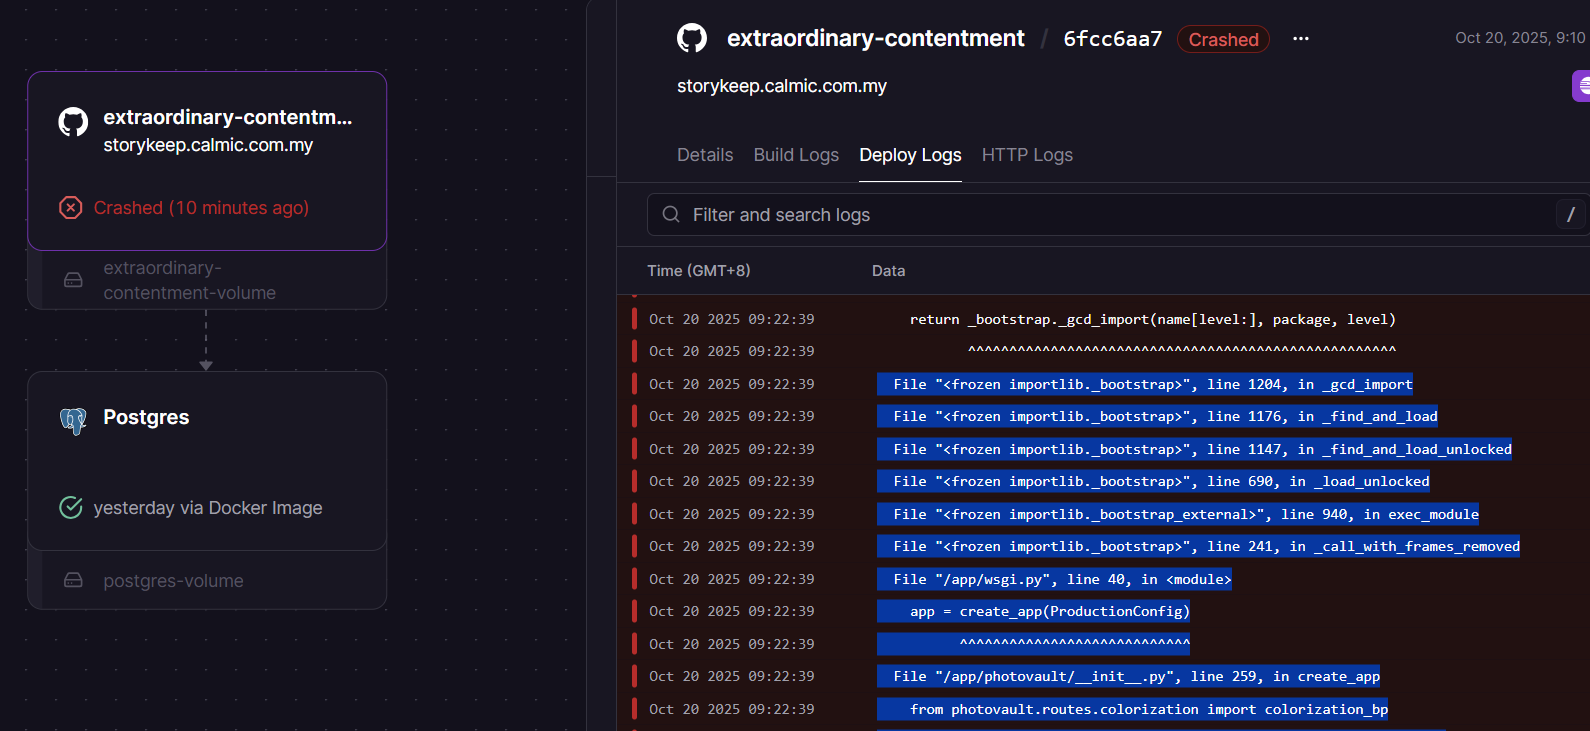 extraordinary-contentm...
storykeep.calmic.com.my
Crashed (10 minutes ago)
extraordinary-
contentment-volume
Postgres
yesterday via Docker Image
postgres-volume
extraordinary-contentment / 6fcc6aa7 Crashed ...
Oct 20, 2025, 9:10
storykeep.calmic.com.my
Details Build Logs Deploy Logs HTTP Logs
Filter and search logs /
Time (GMT+8) Data
Oct 20 2025 09:22:39 return _bootstrap._gcd_import(name[level:], package, level)
Oct 20 2025 09:22:39 ^^^^^^^^^^^^^^^^^^^^^^^^^^^^^^^^^^^^^^^^^^^^^^^^^^^^
Oct 20 2025 09:22:39 File "<frozen importlib._bootstrap>", line 1204, in _gcd_import
Oct 20 2025 09:22:39 File "<frozen importlib._bootstrap>", line 1176, in _find_and_load
Oct 20 2025 09:22:39 File "<frozen importlib._bootstrap>", line 1147, in _find_and_load_unlocked
Oct 20 2025 09:22:39 File "<frozen importlib._bootstrap>", line 690, in _load_unlocked
Oct 20 2025 09:22:39 File "<frozen importlib._bootstrap_external>", line 940, in exec_module
Oct 20 2025 09:22:39 File "<frozen importlib._bootstrap>", line 241, in _call_with_frames_removed
Oct 20 2025 09:22:39 File "/app/wsgi.py", line 40, in <module>
Oct 20 2025 09:22:39 app = create_app(ProductionConfig)
Oct 20 2025 09:22:39 ^^^^^^^^^^^^^^^^^^^^^^^^^^^^
Oct 20 2025 09:22:39 File "/app/photovault/__init__.py", line 259, in create_app
Oct 20 2025 09:22:39 from photovault.routes.colorization import colorization_bp